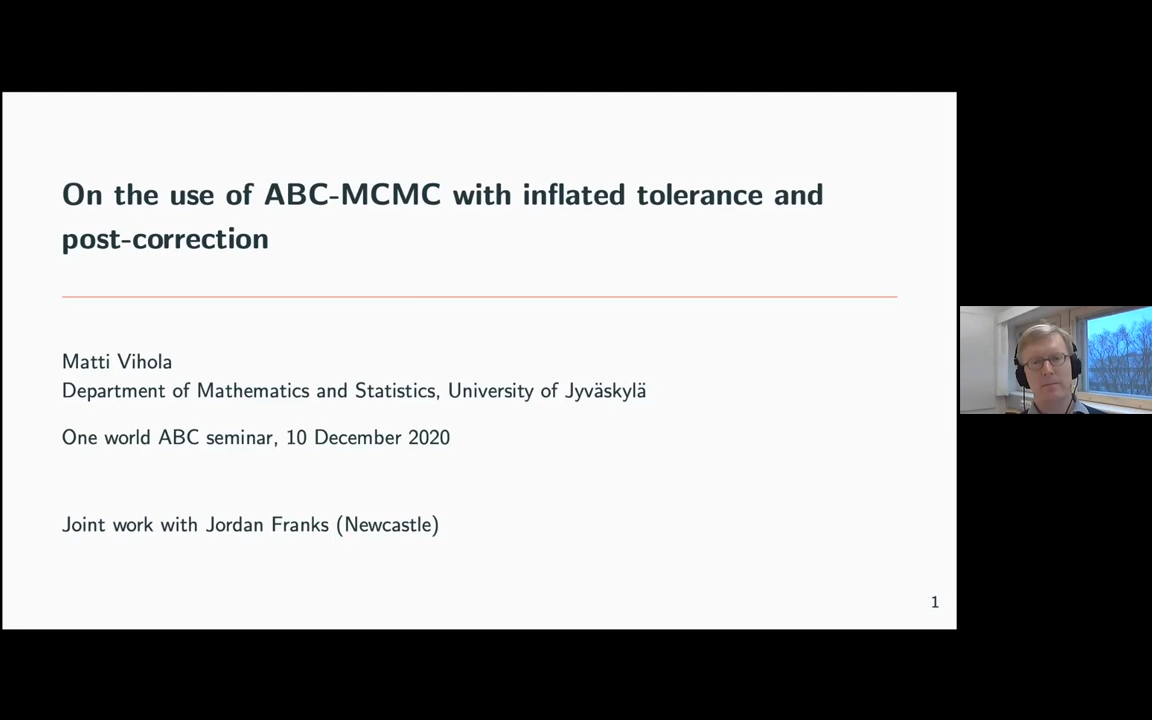 On the use of ABC-MCMC with inflated tolerance and
post-correction
Matti Vihola
Department of Mathematics and Statistics, University of Jyväskylä
One world ABC seminar, 10 December 2020
Joint work with Jordan Franks (Newcastle)
1